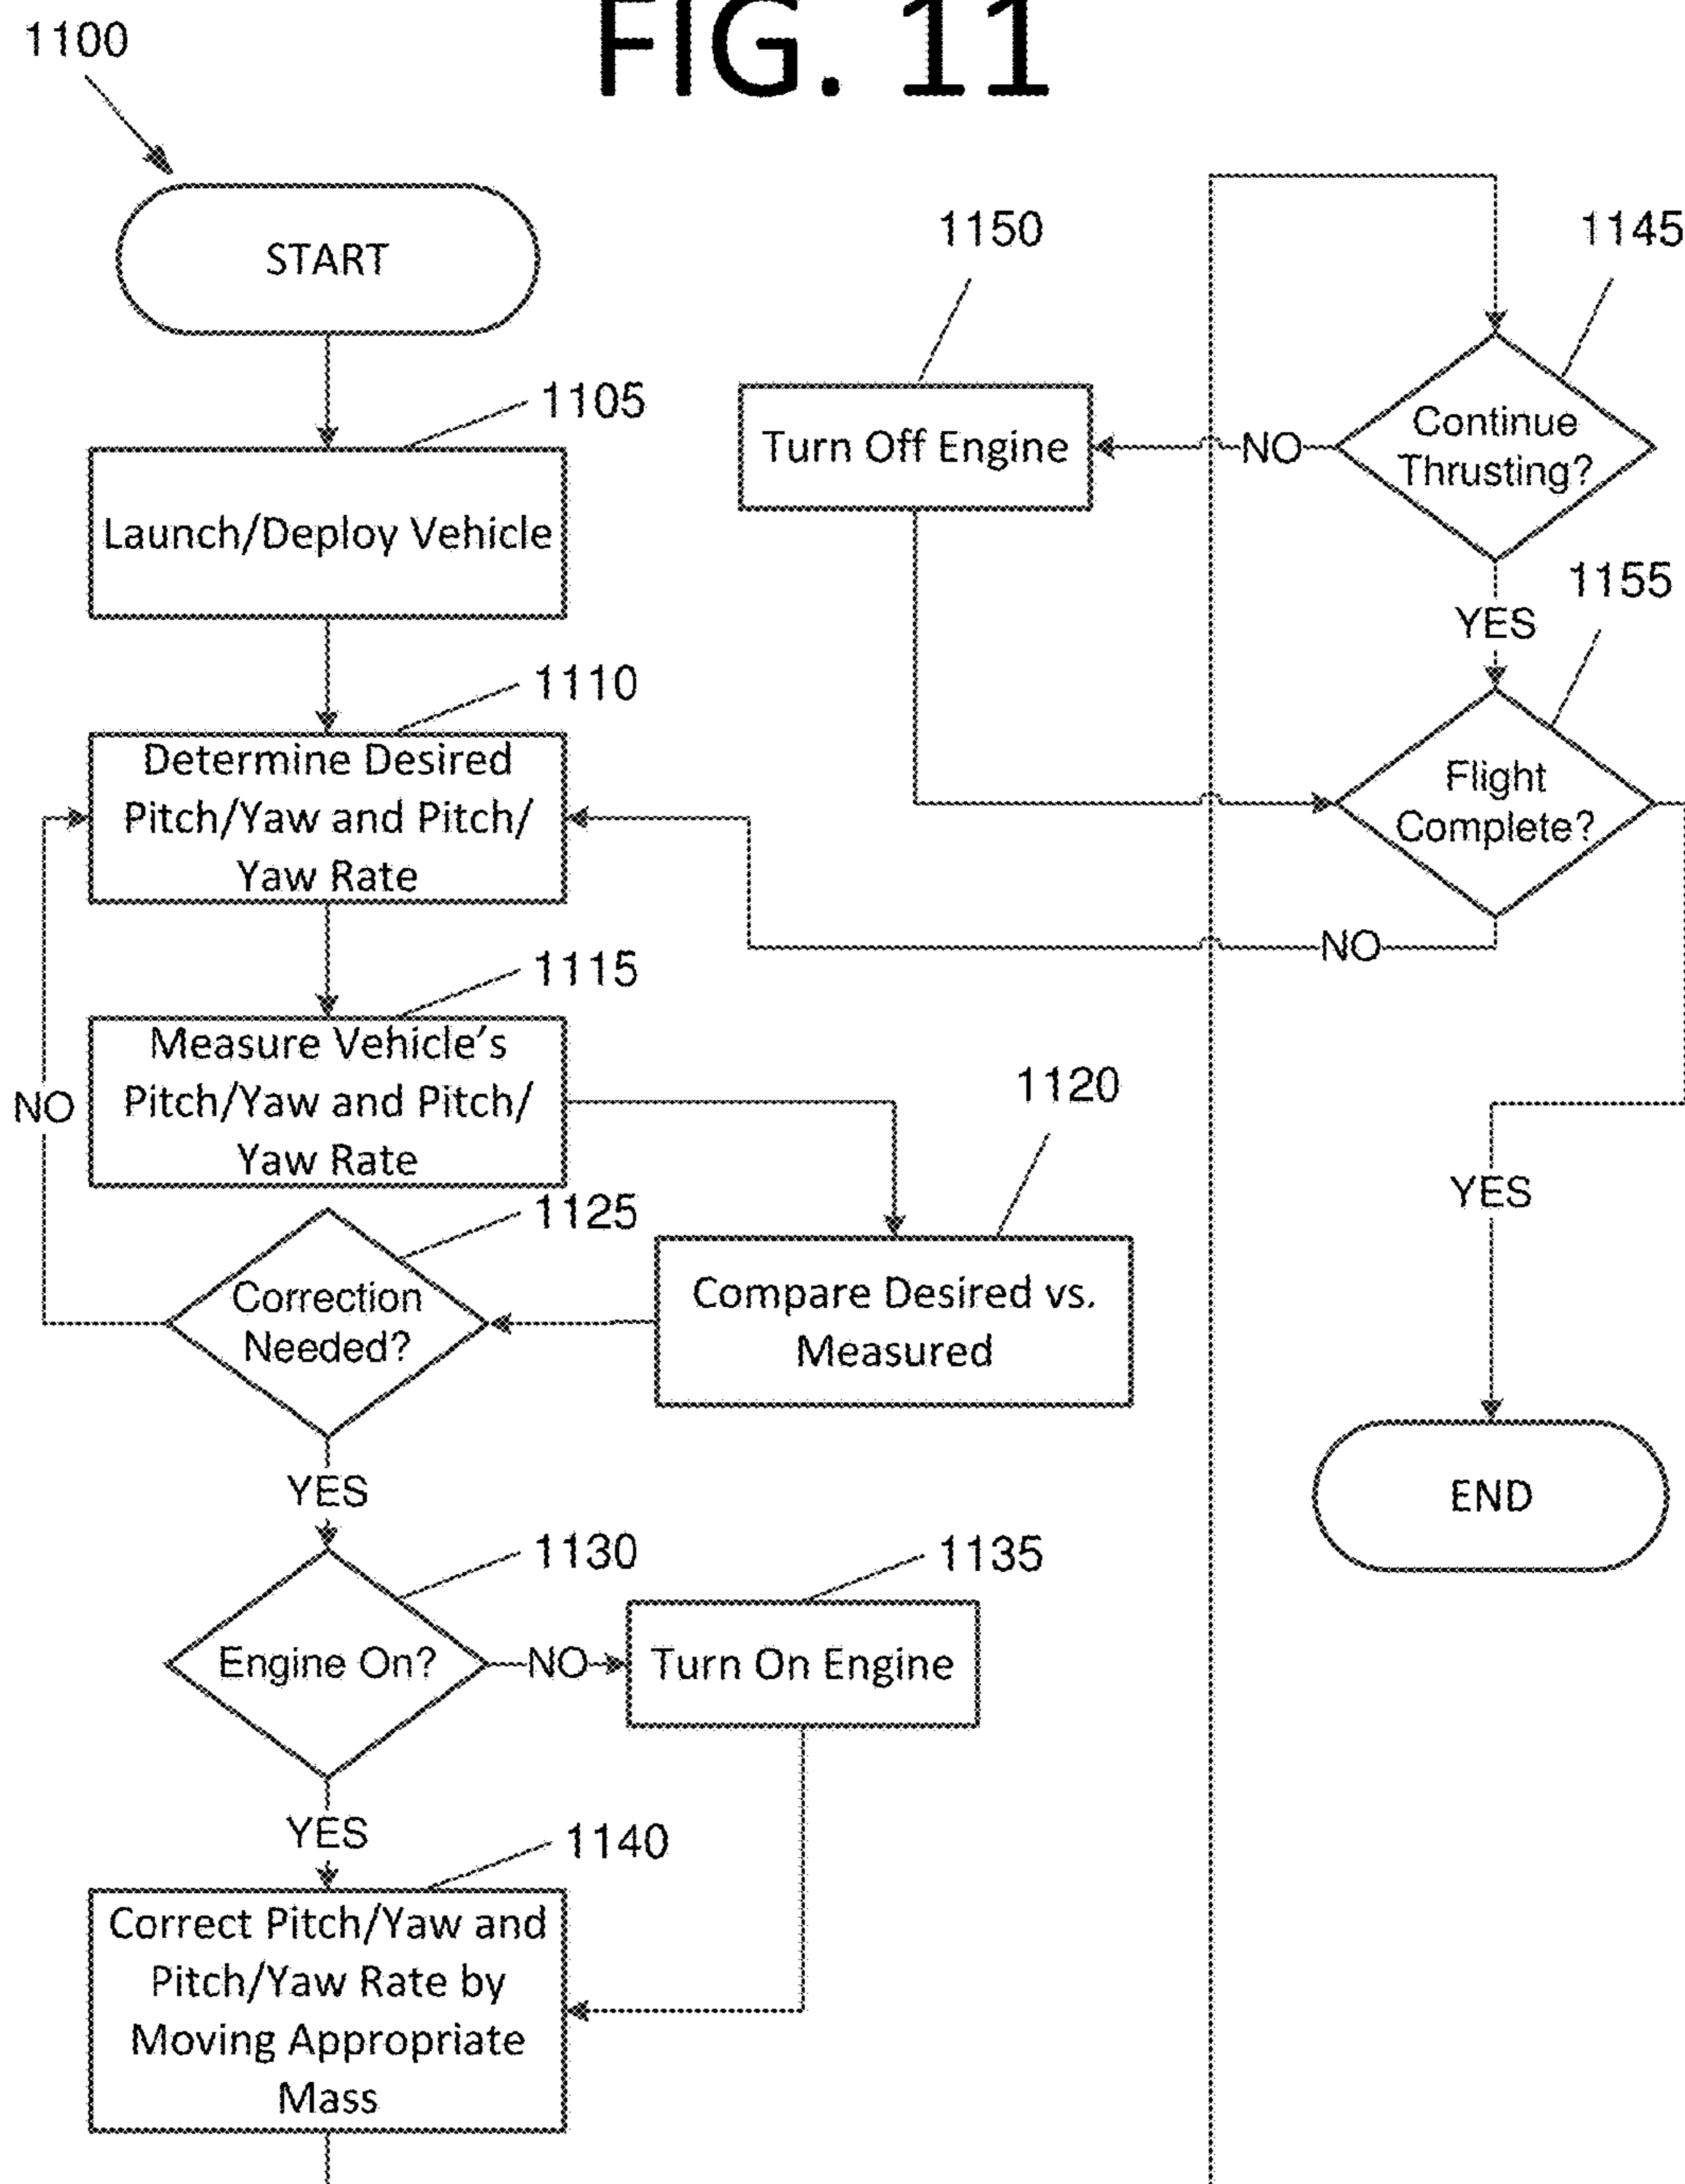 FIG. 11
1100
START
1105
Launch/Deploy Vehicle
1110
Determine Desired
Pitch/Yaw and Pitch/
Yaw Rate
1115
Measure Vehicle's
Pitch/Yaw and Pitch/
Yaw Rate
NO
1120
Compare Desired vs.
Measured
1125
Correction
Needed?
YES
1130
Engine On?
NO
1135
Turn On Engine
YES
1140
Correct Pitch/Yaw and
Pitch/Yaw Rate by
Moving Appropriate
Mass
1145
Continue
Thrusting?
NO
1150
Turn Off Engine
YES
1155
Flight
Complete?
NO
YES
END